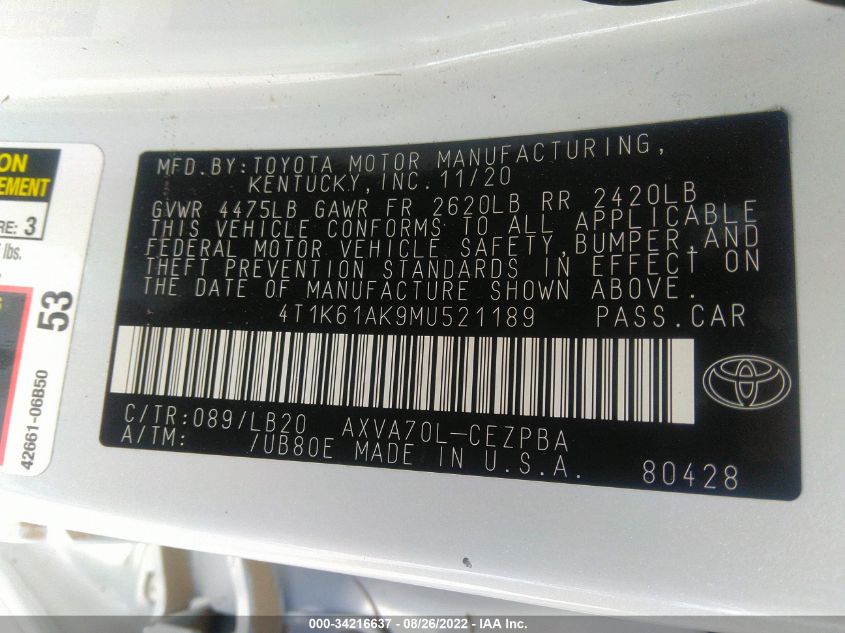 MFD.BY:TOYOTA MOTOR MANUFACTURING,
KENTUCKY,INC.11/20
GVWR 4475LB GAWR FR 2620LB RR 2420LB
THIS VEHICLE CONFORMS TO ALL APPLICABLE
FEDERAL MOTOR VEHICLE SAFETY,BUMPER,AND
THEFT PREVENTION STANDARDS IN EFFECT ON
THE DATE OF MANUFACTURE SHOWN ABOVE.
4T1K61AK9MU521189 PASS.CAR
C/TR:089/LB20 AXVA70L-CEZPBA
A/TM: /UB80E MADE IN U.S.A.
80428
ON
EMENT
RE: 3
lbs.
53
42661-06B50
000-34216637 - 08/26/2022 - IAA Inc.